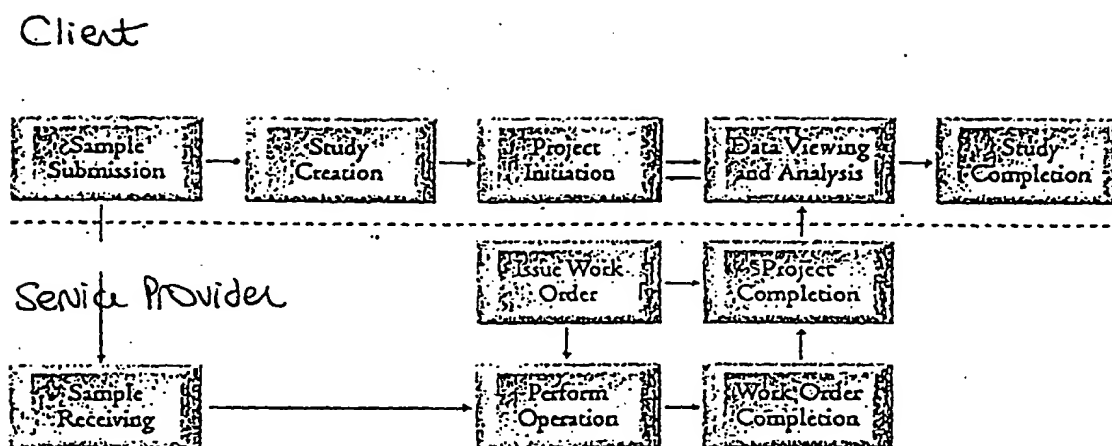 Client
Sample
Submission
Study
Creation
Project
Initiation
Data Viewing
and Analysis
Study
Completion
Issue Work
Order
SProject
Completion
Service Provider
Sample
Receiving
Perform
Operation
Work Order
Completion